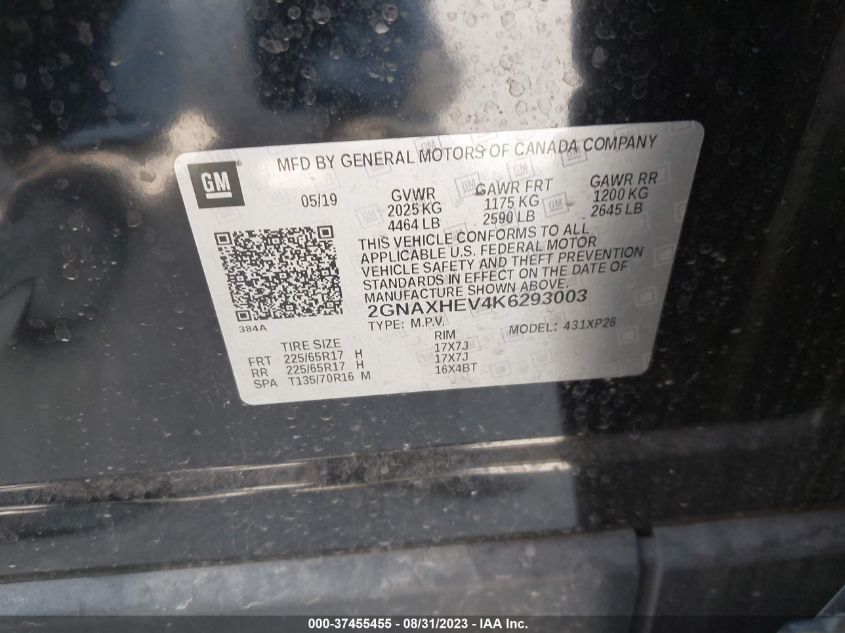 GM
MFD BY GENERAL MOTORS OF CANADA COMPANY
05/19
GVWR
2025 KG
4464 LB
GAWR FRT
1175 KG
2590 LB
GAWR RR
1200 KG
2645 LB
THIS VEHICLE CONFORMS TO ALL
APPLICABLE U.S. FEDERAL MOTOR
VEHICLE SAFETY AND THEFT PREVENTION
STANDARDS IN EFFECT ON THE DATE OF
MANUFACTURE SHOWN ABOVE.
2GNAXHEV4K6293003
TYPE: M.P.V. MODEL: 431XP26
384A
TIRE SIZE RIM
FRT 225/65R17 H 17X7J
RR 225/65R17 H 17X7J
SPA T135/70R16 M 16X4BT
000-37455455 - 08/31/2023 - IAA Inc.